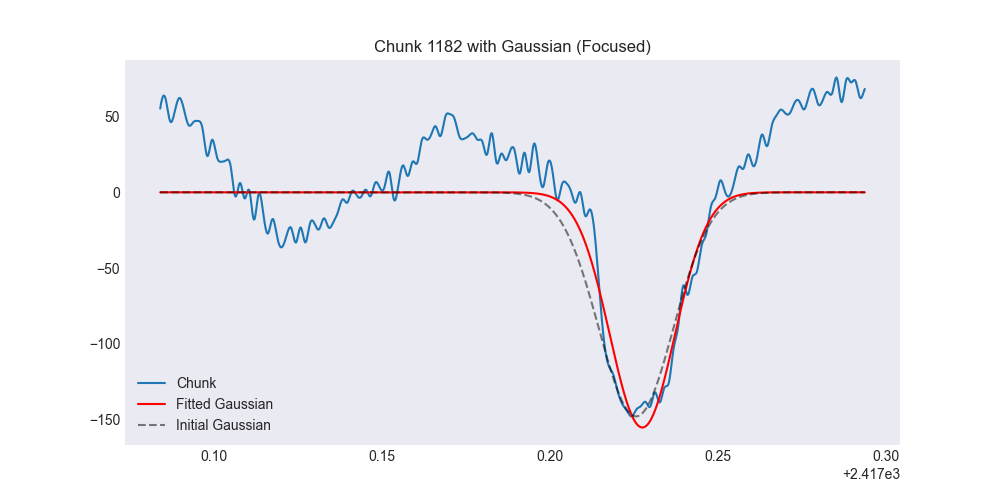 Chunk 1182 with Gaussian (Focused)
50
0
−50
−100
−150
Chunk
Fitted Gaussian
Initial Gaussian
0.10 0.15 0.20 0.25 0.30
+2.417e3